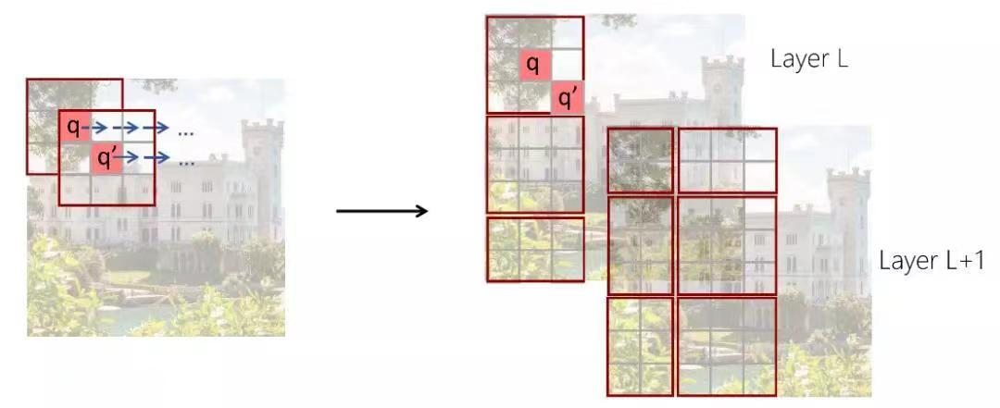 q ...
q’ ...
q
q’
Layer L
Layer L+1